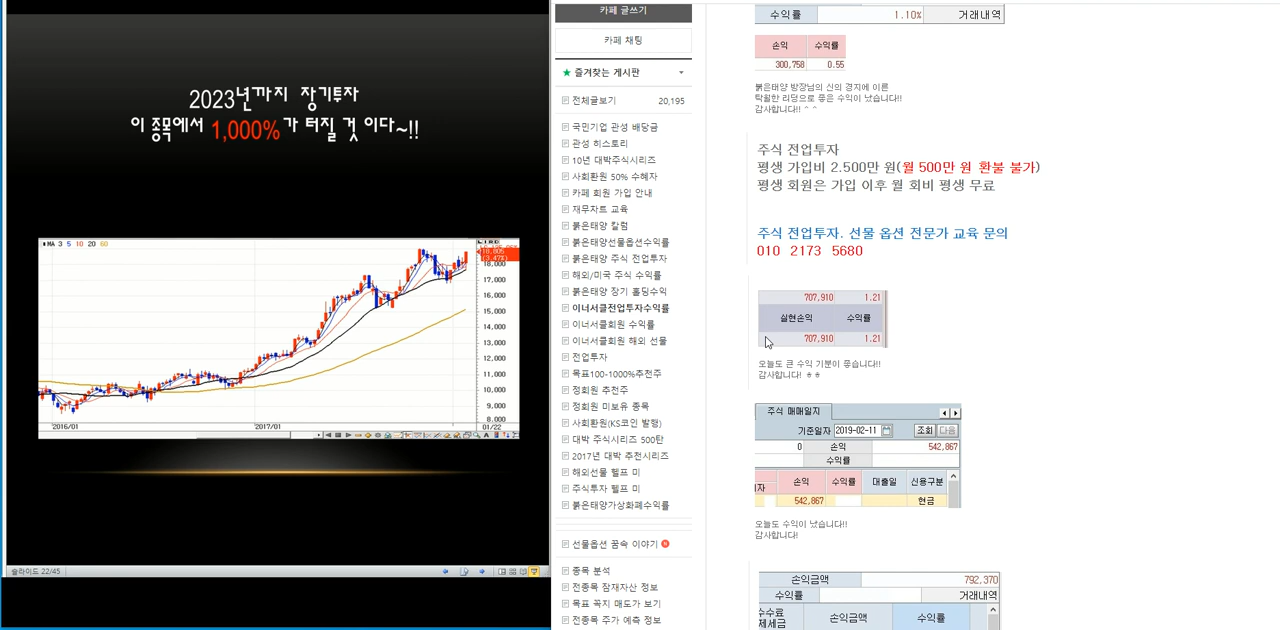 2023년까지 장기투자
이 종목에서 1,000%가 터질 것 이다~!!
MA 3 5 10 20 60
18,805
(3.47%)
18,000
17,000
16,000
15,000
14,000
13,000
12,000
11,000
10,000
9,000
8,000
2016/01
2017/01
01/22
슬라이드 22/45
카페 글쓰기
카페 채팅
즐겨찾는 게시판
전체글보기 20,195
국민기업 관성 배당금
관성 히스토리
10년 대박주식시리즈
사회환원 50% 수혜자
카페 회원 가입 안내
재무차트 교육
붉은태양 칼럼
붉은태양선물옵션수익률
붉은태양 주식 전업투자
해외/미국 주식 수익률
붉은태양 장기 홀딩수익
이너서클전업투자수익률
이너서클회원 수익률
이너서클회원 해외 선물
전업투자
목표100-1000%추천주
정회원 추천주
정회원 미보유 종목
사회환원(KS코인 발행)
대박 주식시리즈 500탄
2017년 대박 추천시리즈
해외선물 헬프 미
주식투자 헬프 미
붉은태양가상화폐수익률
선물옵션 꿈속 이야기
종목 분석
전종목 잠재자산 정보
목표 꼭지 매도가 보기
전종목 주가 예측 정보
수익률 1.10% 거래내역
손익 수익률
300,758 0.55
붉은태양 방장님의 신의 경지에 이른
탁월한 리딩으로 좋은 수익이 났습니다!!
감사합니다!! ^ ^
주식 전업투자
평생 가입비 2.500만 원(월 500만 원 환불 불가)
평생 회원은 가입 이후 월 회비 평생 무료
주식 전업투자. 선물 옵션 전문가 교육 문의
010 2173 5680
707,910 1.21
실현손익 수익률
707,910 1.21
오늘도 큰 수익 기분이 좋습니다!!
감사합니다! ㅎㅎ
주식 매매일지
기준일자 2019-02-11 조회 다음
0 손익 542,867
수익률
자 손익 수익률 대출일 신용구분
542,867 현금
오늘도 수익이 났습니다!!
감사합니다!
손익금액 792,370
수익률 거래내역
수수료 손익금액 수익률
제세금